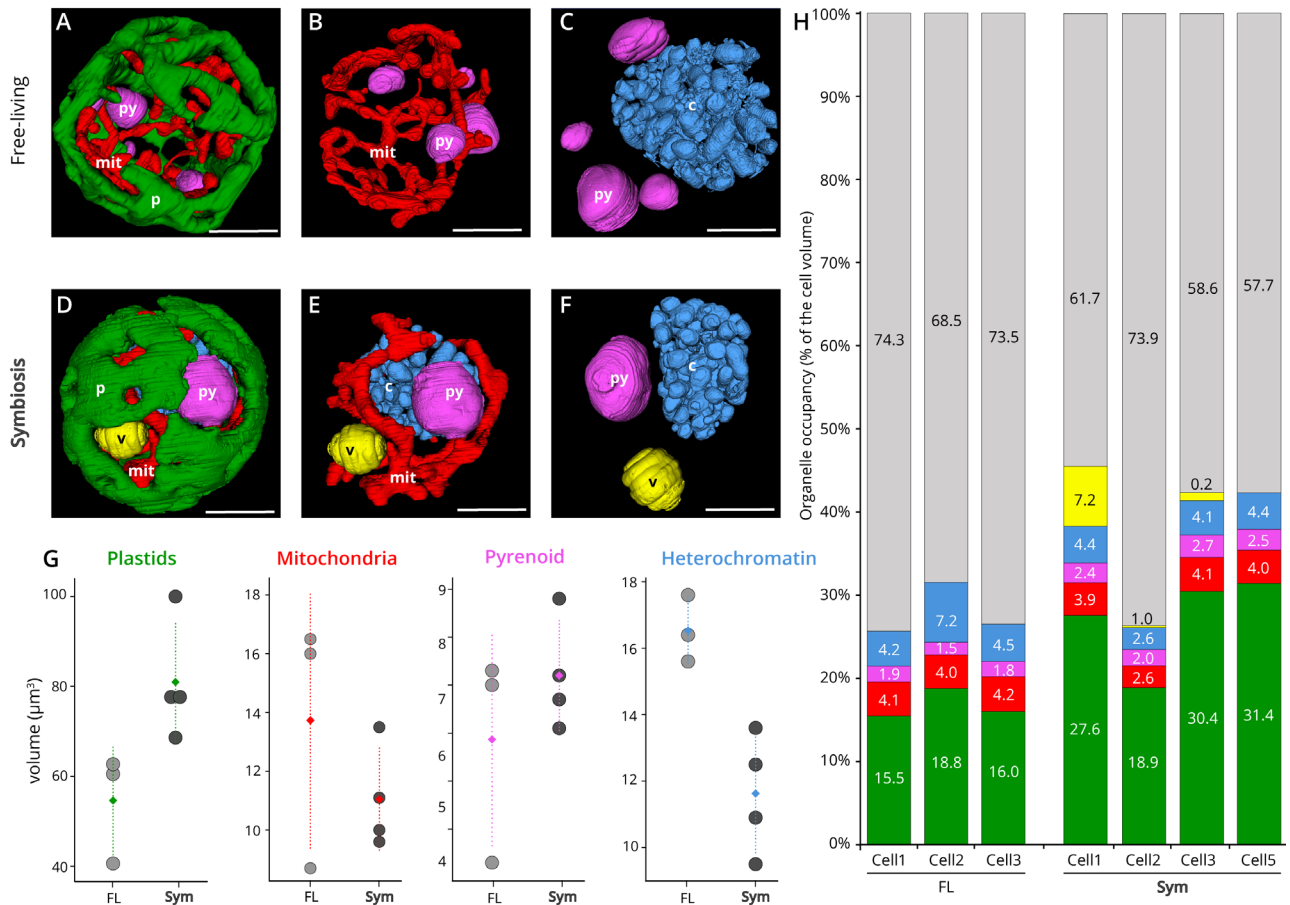 Free-living
A
py
mit
p
B
py
mit
C
c
py
Symbiosis
D
p
py
v
mit
E
c
py
v
mit
F
py
c
v
G
Plastids
Mitochondria
Pyrenoid
Heterochromatin
volume (µm³)
100
80
60
40
FL
Sym
18
16
14
12
10
FL
Sym
9
8
7
6
5
4
FL
Sym
18
16
14
12
10
FL
Sym
H
Organelle occupancy (% of the cell volume)
100%
90%
80%
70%
60%
50%
40%
30%
20%
10%
0%
74.3
4.2
1.9
4.1
15.5
68.5
7.2
1.5
4.0
18.8
73.5
4.5
1.8
4.2
16.0
61.7
7.2
4.4
2.4
3.9
27.6
73.9
1.0
2.6
2.0
2.6
18.9
58.6
0.2
4.1
2.7
4.1
30.4
57.7
4.4
2.5
4.0
31.4
Cell1 Cell2 Cell3 Cell1 Cell2 Cell3 Cell5
FL Sym